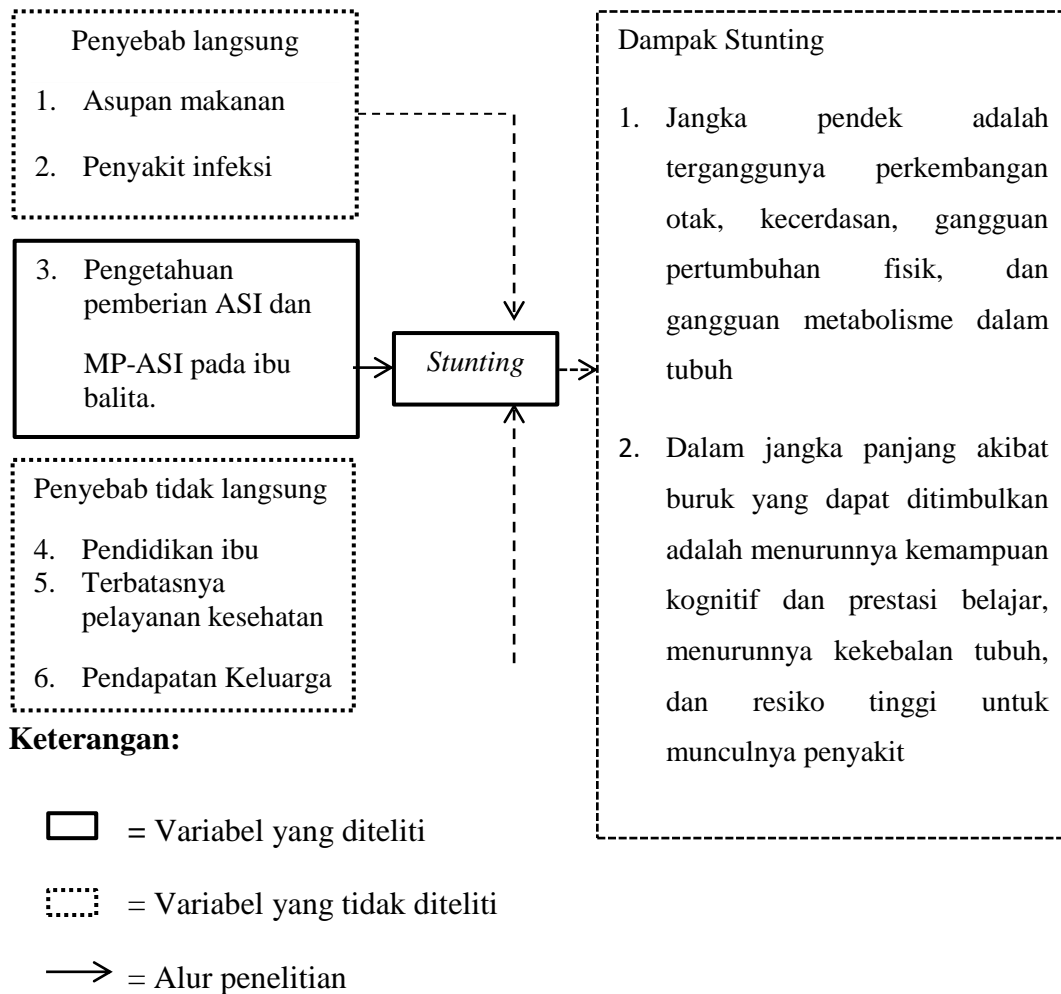 Penyebab langsung
1. Asupan makanan
2. Penyakit infeksi
3. Pengetahuan
pemberian ASI dan
MP-ASI pada ibu
balita.
Penyebab tidak langsung
4. Pendidikan ibu
5. Terbatasnya
pelayanan kesehatan
6. Pendapatan Keluarga
Stunting
Dampak Stunting
1. Jangka pendek adalah
terganggunya perkembangan
otak, kecerdasan, gangguan
pertumbuhan fisik, dan
gangguan metabolisme dalam
tubuh
2. Dalam jangka panjang akibat
buruk yang dapat ditimbulkan
adalah menurunnya kemampuan
kognitif dan prestasi belajar,
menurunnya kekebalan tubuh,
dan resiko tinggi untuk
munculnya penyakit
Keterangan:
= Variabel yang diteliti
= Variabel yang tidak diteliti
= Alur penelitian